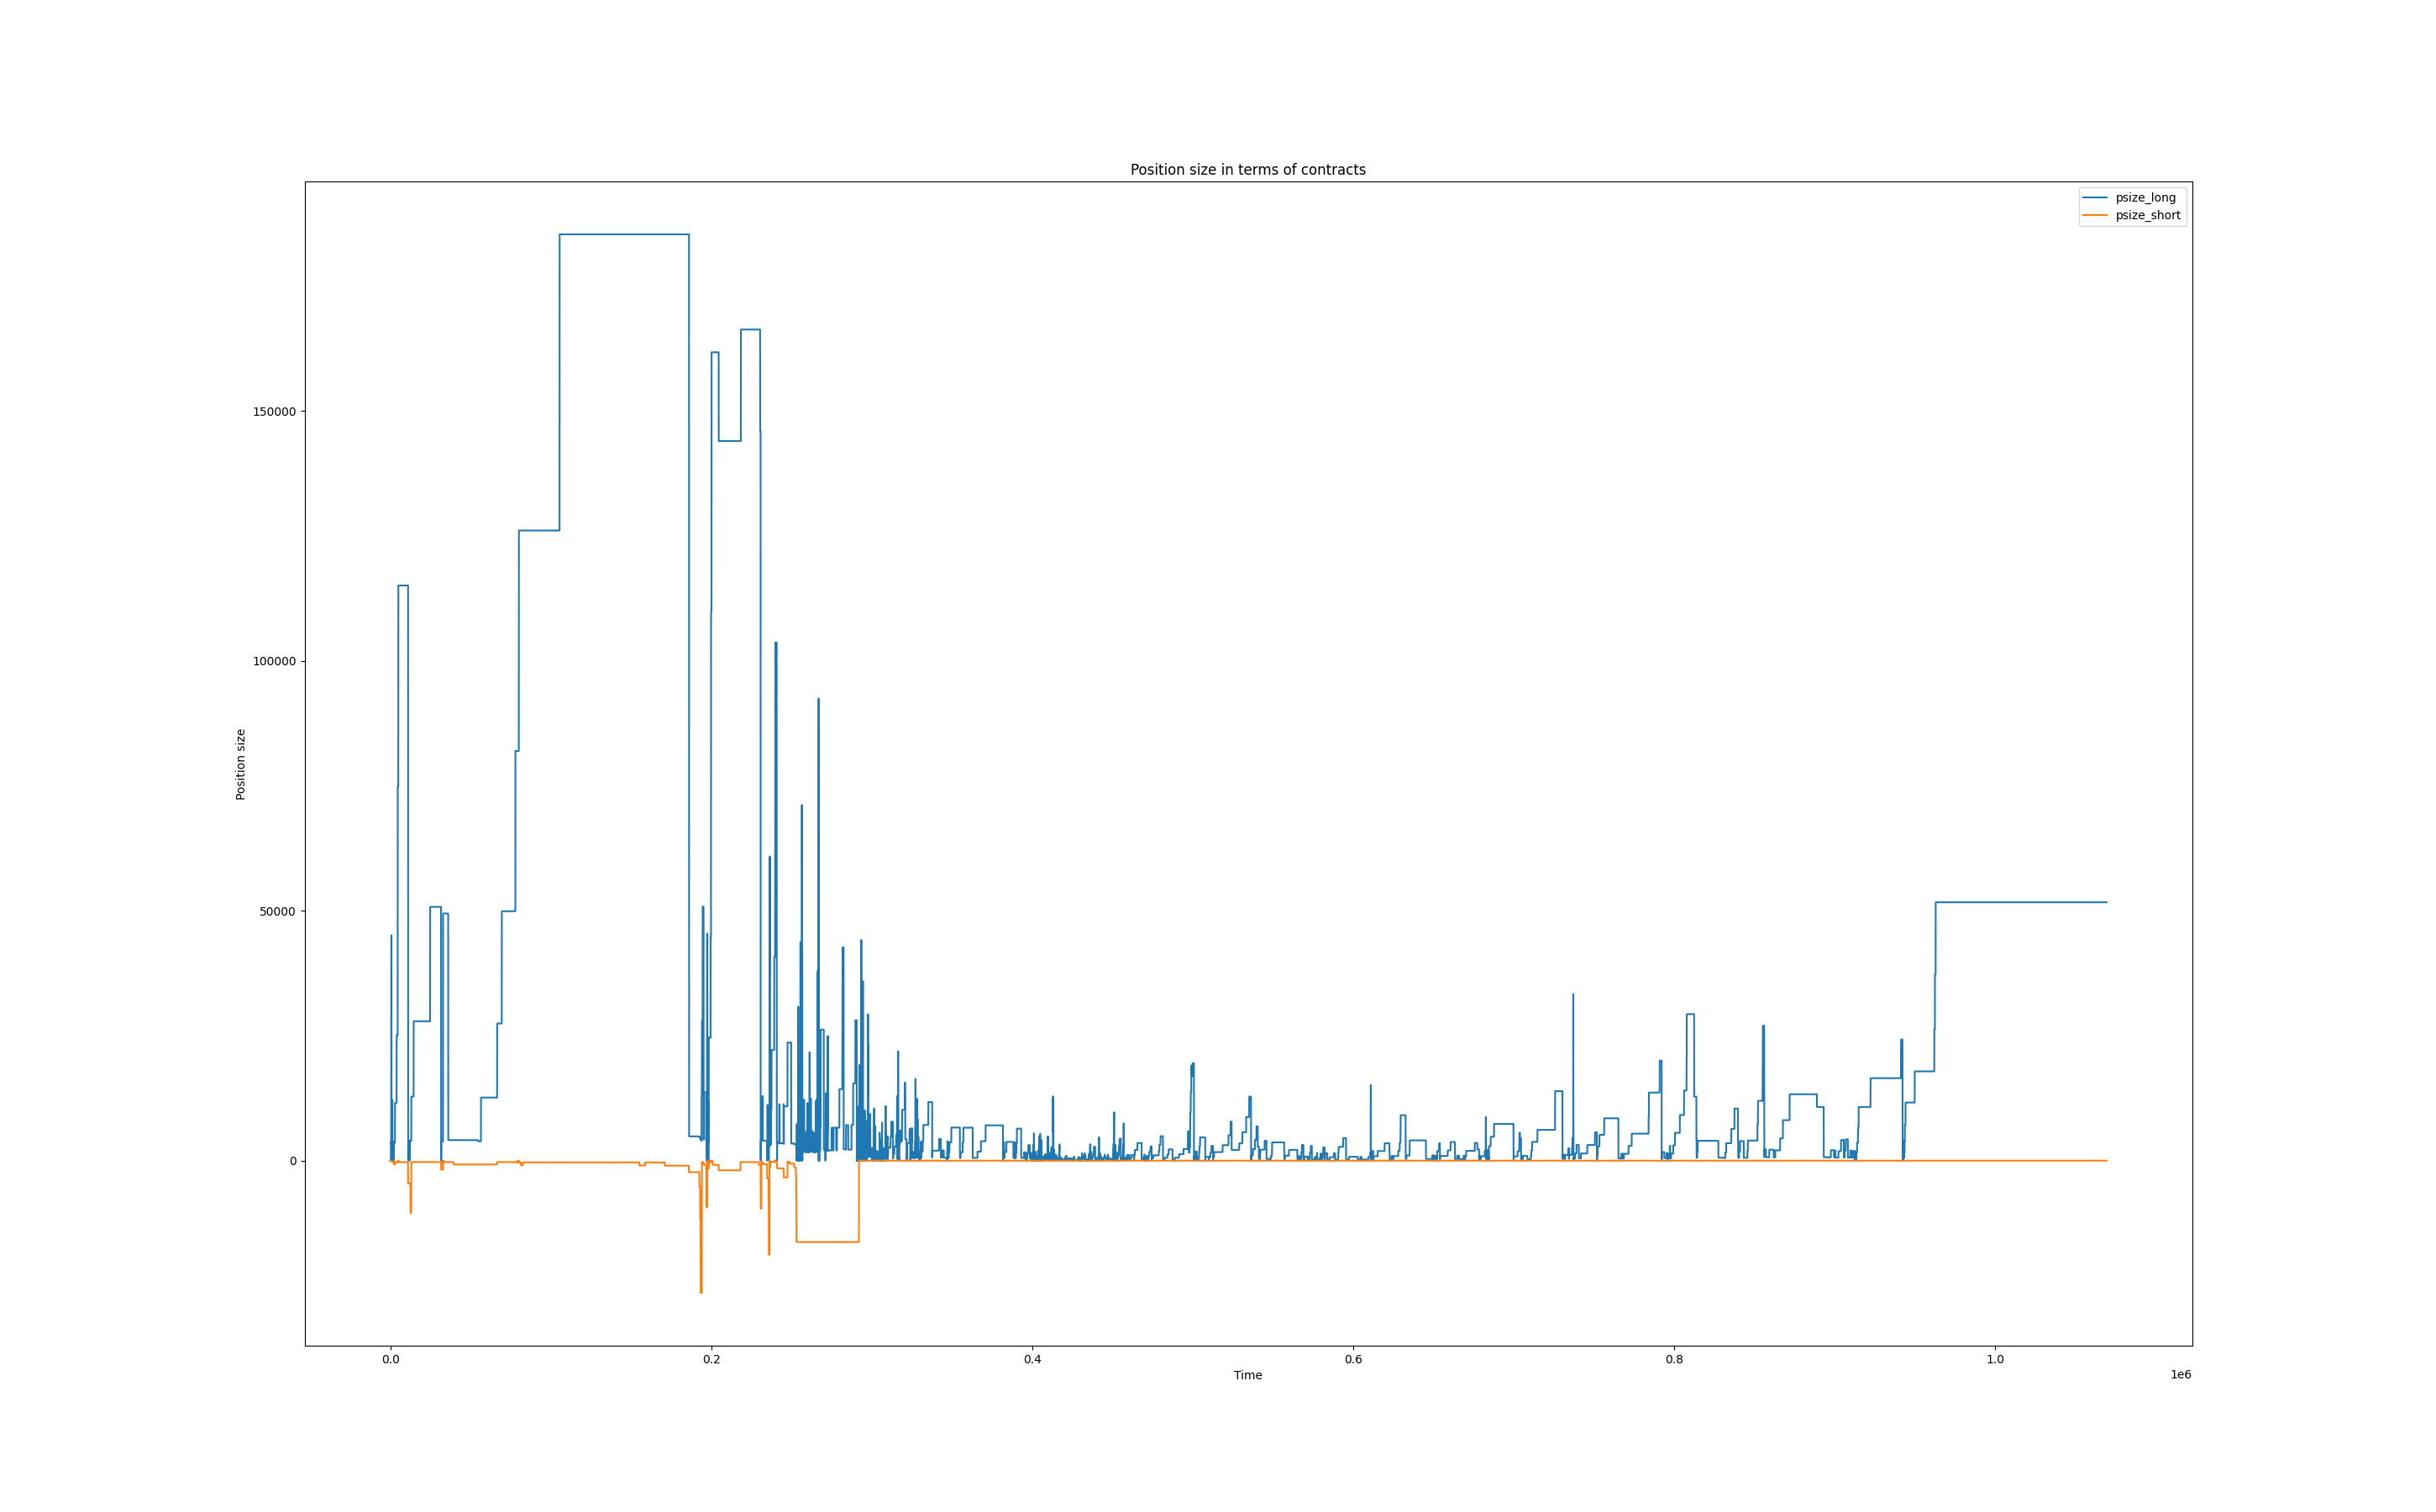 Position size in terms of contracts
psize_long
psize_short
Position size
150000
100000
50000
0
0.0
0.2
0.4
0.6
0.8
1.0
Time
1e6